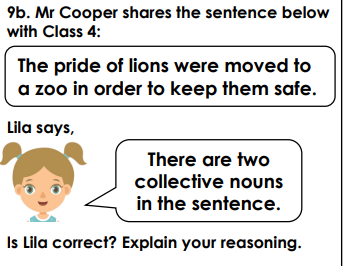 9b. Mr Cooper shares the sentence below
with Class 4:
The pride of lions were moved to
a zoo in order to keep them safe.
Lila says,
There are two
collective nouns
in the sentence.
Is Lila correct? Explain your reasoning.